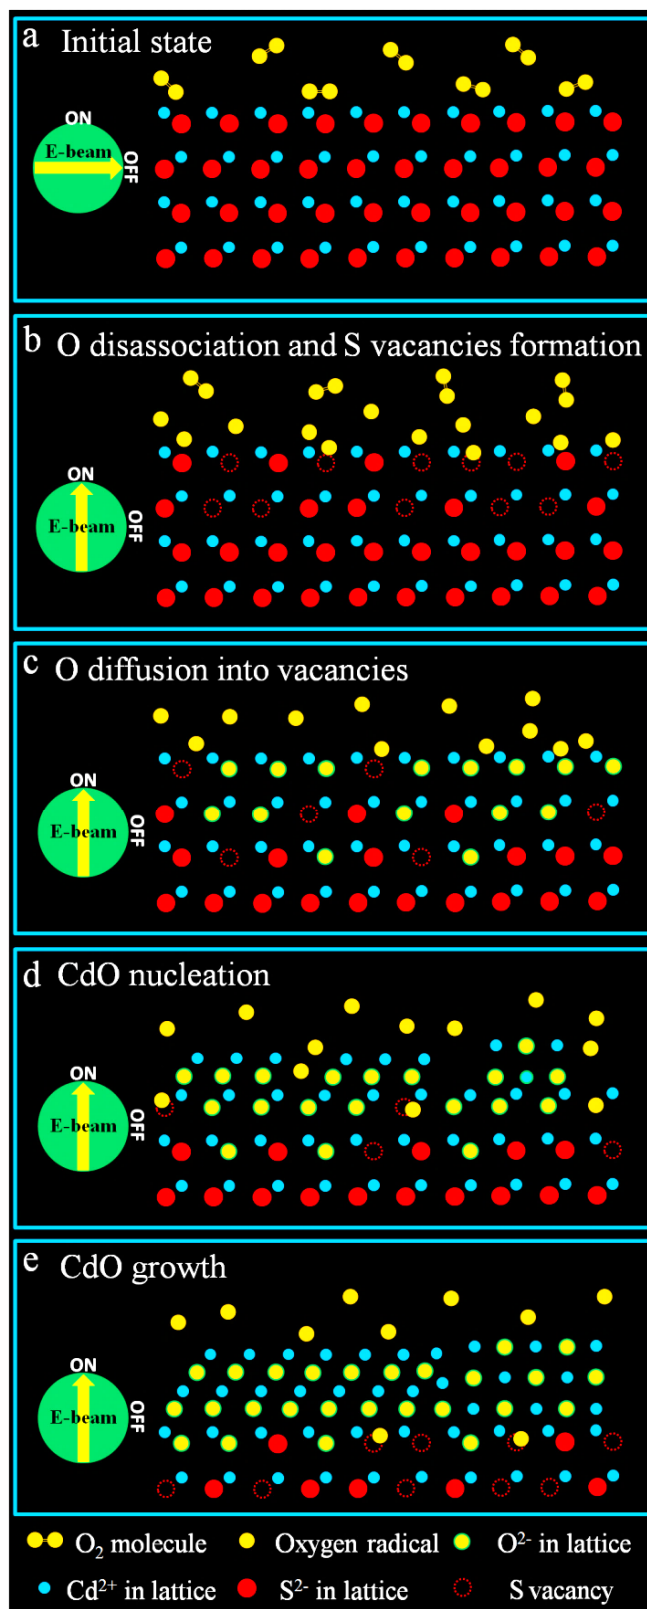 a Initial state
ON
E-beam
OFF
b O disassociation and S vacancies formation
ON
E-beam
OFF
c O diffusion into vacancies
ON
E-beam
OFF
d CdO nucleation
ON
E-beam
OFF
e CdO growth
ON
E-beam
OFF
O₂ molecule Oxygen radical O²⁻ in lattice
Cd²⁺ in lattice S²⁻ in lattice S vacancy